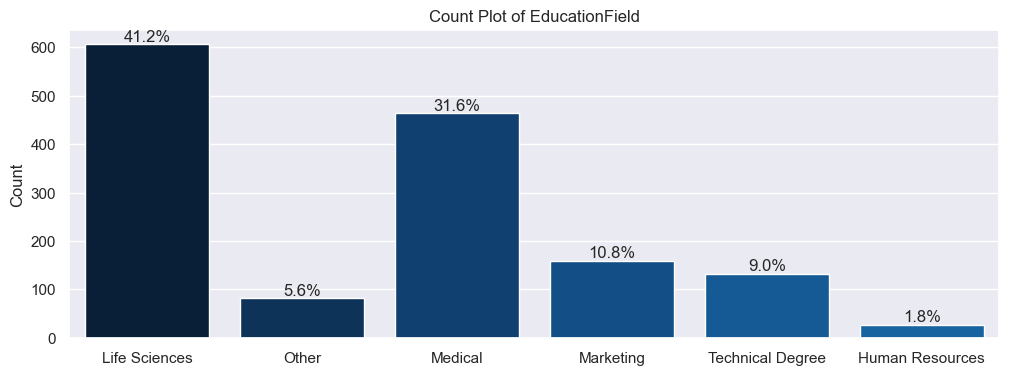 Count Plot of EducationField
Count
600
500
400
300
200
100
0
41.2%
5.6%
31.6%
10.8%
9.0%
1.8%
Life Sciences
Other
Medical
Marketing
Technical Degree
Human Resources